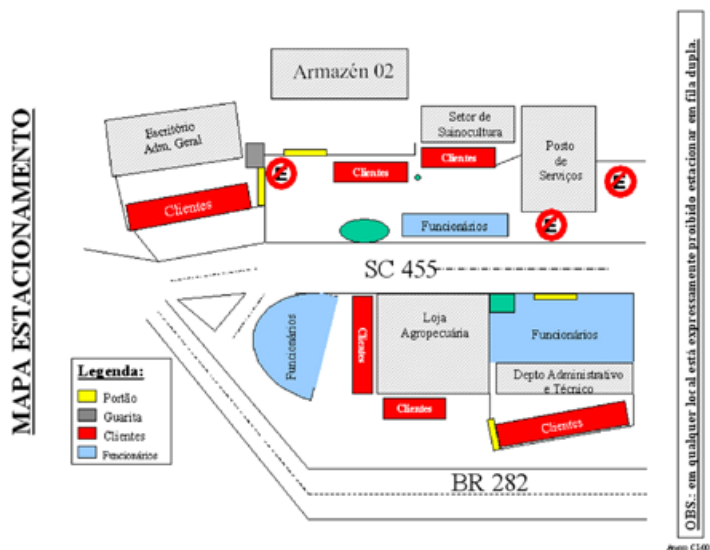 MAPA ESTACIONAMENTO
Armazén 02
Escritório
Adm. Geral
Setor de
Suinocultura
Posto
de
Serviços
Clientes
Clientes
Clientes
Funcionários
SC 455
Funcionários
Clientes
Loja
Agropecuária
Funcionários
Depto Administrativo
e Técnico
Clientes
Clientes
Legenda:
Portão
Guarita
Clientes
Funcionários
BR 282
OBS.: em qualquer local está expressamente proibido estacionar em fila dupla.